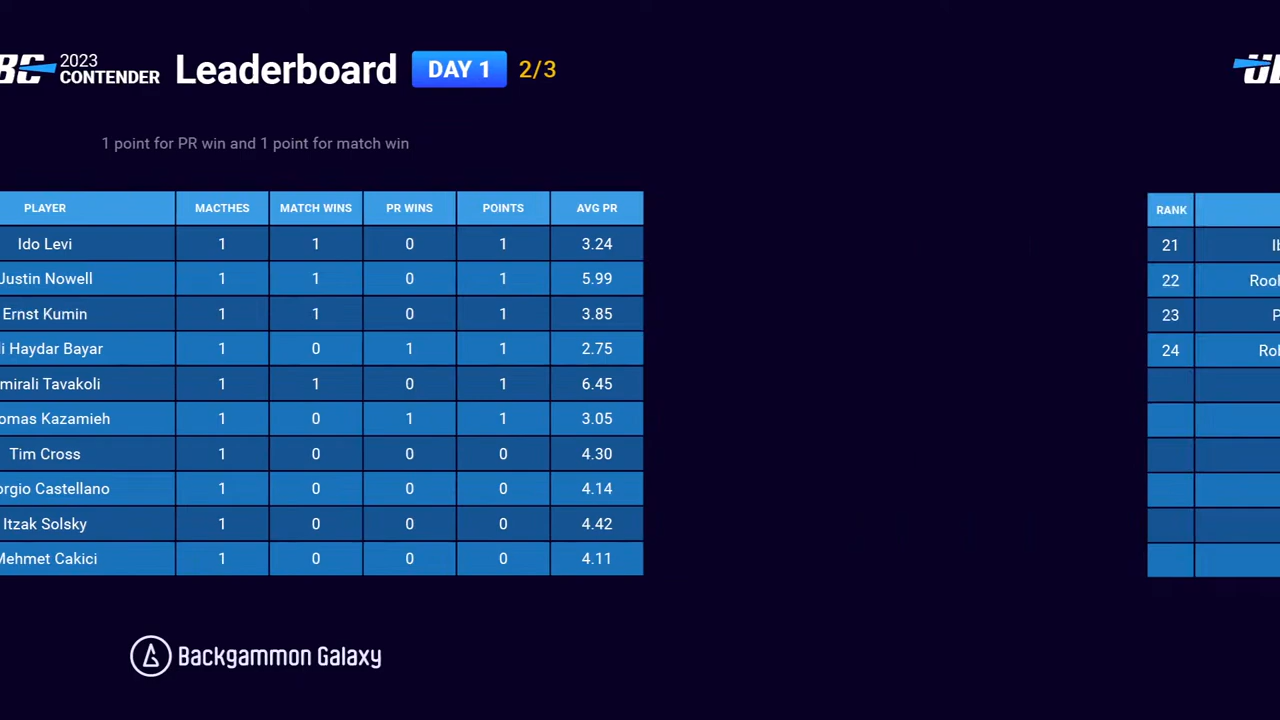 BC 2023 CONTENDER Leaderboard DAY 1 2/3
1 point for PR win and 1 point for match win
PLAYER MACTHES MATCH WINS PR WINS POINTS AVG PR
Ido Levi 1 1 0 1 3.24
Justin Nowell 1 1 0 1 5.99
Ernst Kumin 1 1 0 1 3.85
i Haydar Bayar 1 0 1 1 2.75
mirali Tavakoli 1 1 0 1 6.45
omas Kazamieh 1 0 1 1 3.05
Tim Cross 1 0 0 0 4.30
orgio Castellano 1 0 0 0 4.14
Itzak Solsky 1 0 0 0 4.42
Mehmet Cakici 1 0 0 0 4.11
Backgammon Galaxy
RANK
21
22
23
24